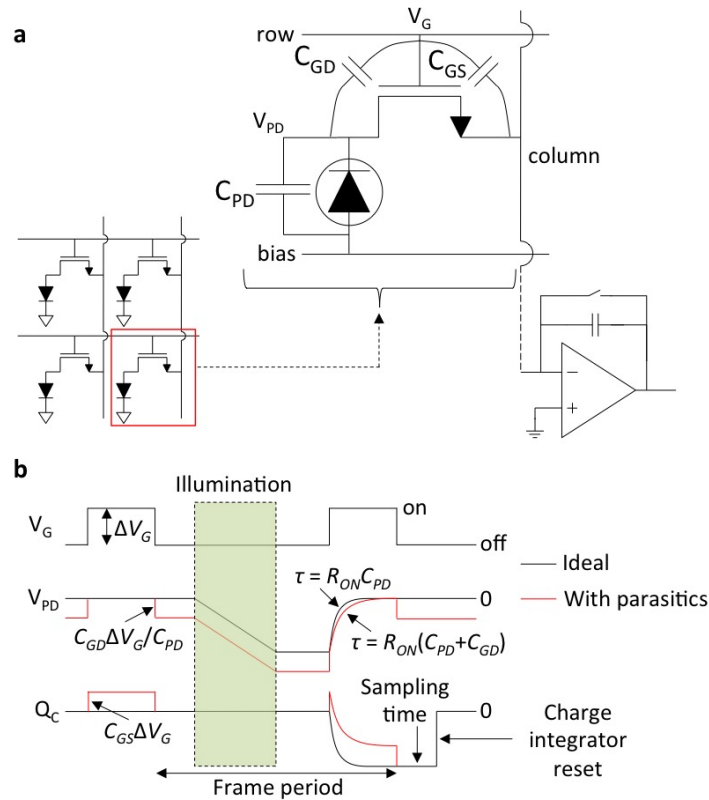 a
V_G
row
C_GD
C_GS
V_PD
column
C_PD
bias
−
+
b
Illumination
V_G
ΔV_G
on
off
Ideal
With parasitics
V_PD
τ = R_ON C_PD
0
C_GD ΔV_G/C_PD
τ = R_ON(C_PD+C_GD)
Sampling
time
Q_C
0
C_GS ΔV_G
Charge
integrator
reset
Frame period